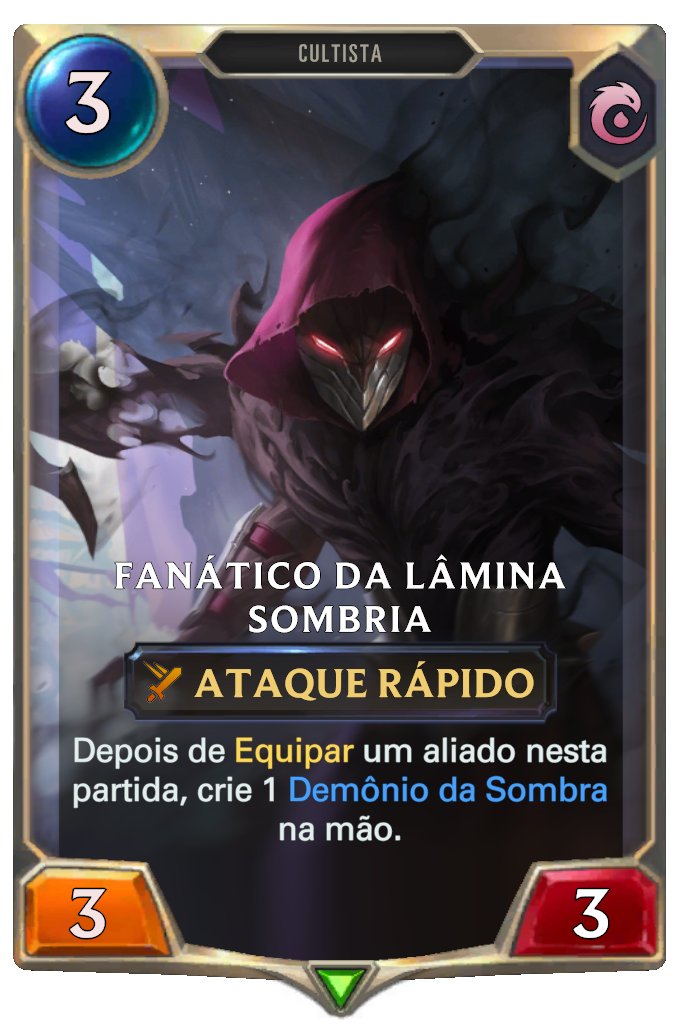 CULTISTA
3
FANÁTICO DA LÂMINA
SOMBRIA
ATAQUE RÁPIDO
Depois de Equipar um aliado nesta
partida, crie 1 Demônio da Sombra
na mão.
3
3